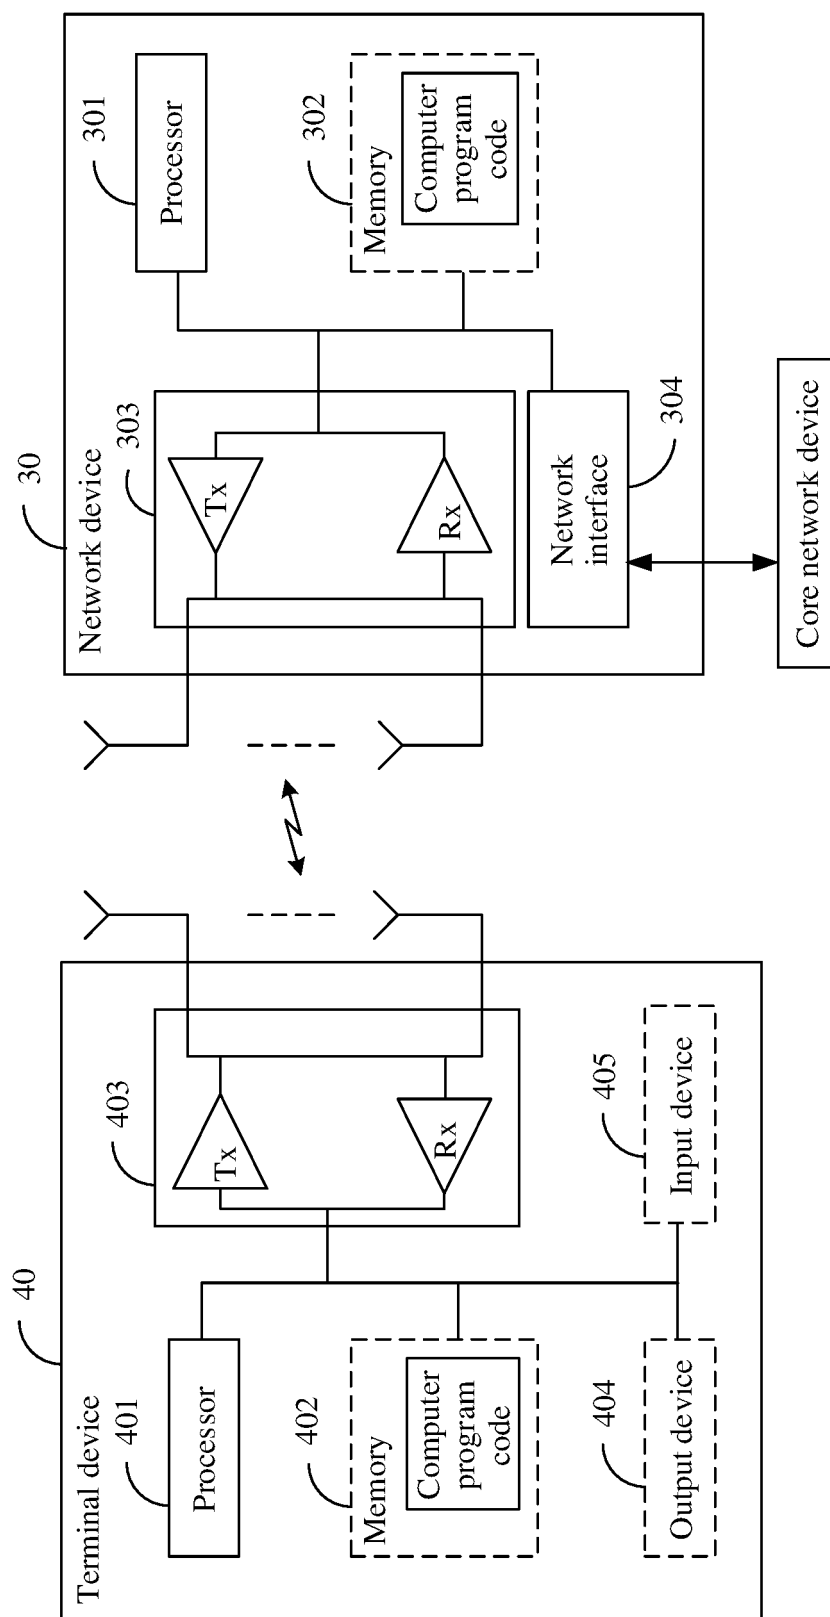 40
Terminal device
401
Processor
402
Memory
Computer
program
code
403
Tx
Rx
404
Output device
405
Input device
30
Network device
303
Tx
Rx
301
Processor
302
Memory
Computer
program
code
Network
interface
304
Core network device